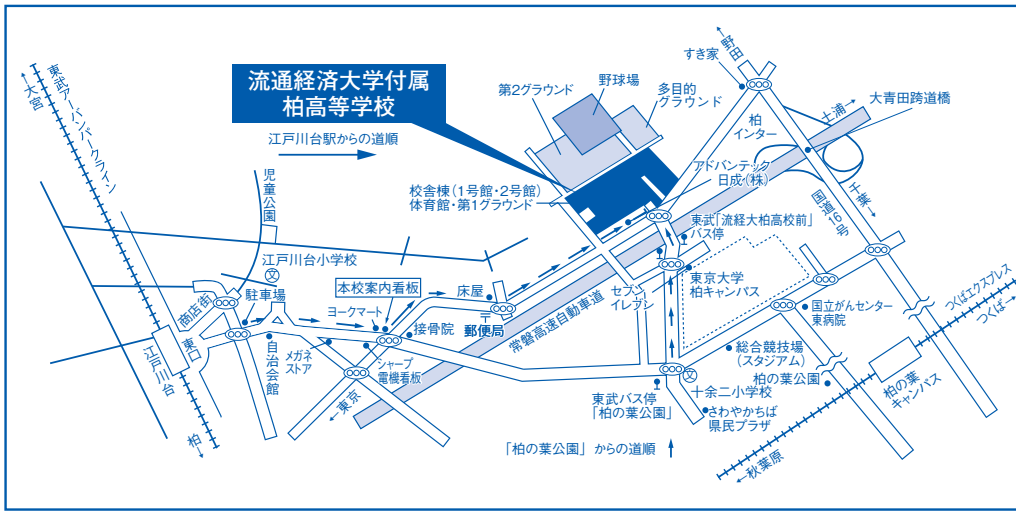 流通経済大学付属
柏高等学校
江戸川台駅からの道順
大宮
東武アーバンパークライン
児童公園
江戸川台小学校
文
本校案内看板
駐車場
商店街
ヨークマート
東口
江戸川台
自治会館
メガネ
ストア
シャープ
電機看板
接骨院
床屋
〒
郵便局
東京
柏
第2グラウンド
野球場
多目的
グラウンド
すき家
野田
柏
インター
土浦
大青田跨道橋
千葉
国道16号
校舎棟(1号館・2号館)
体育館・第1グラウンド
アドバンテック
日成(株)
東武「流経大柏高校前」
バス停
セブン
イレブン
常磐高速自動車道
東京大学
柏キャンパス
国立がんセンター
東病院
つくばエクスプレス
つくば
総合競技場
(スタジアム)
柏の葉公園
柏の葉
キャンパス
文
十余二小学校
東武バス停
「柏の葉公園」
さわやかちば
県民プラザ
「柏の葉公園」からの道順
秋葉原